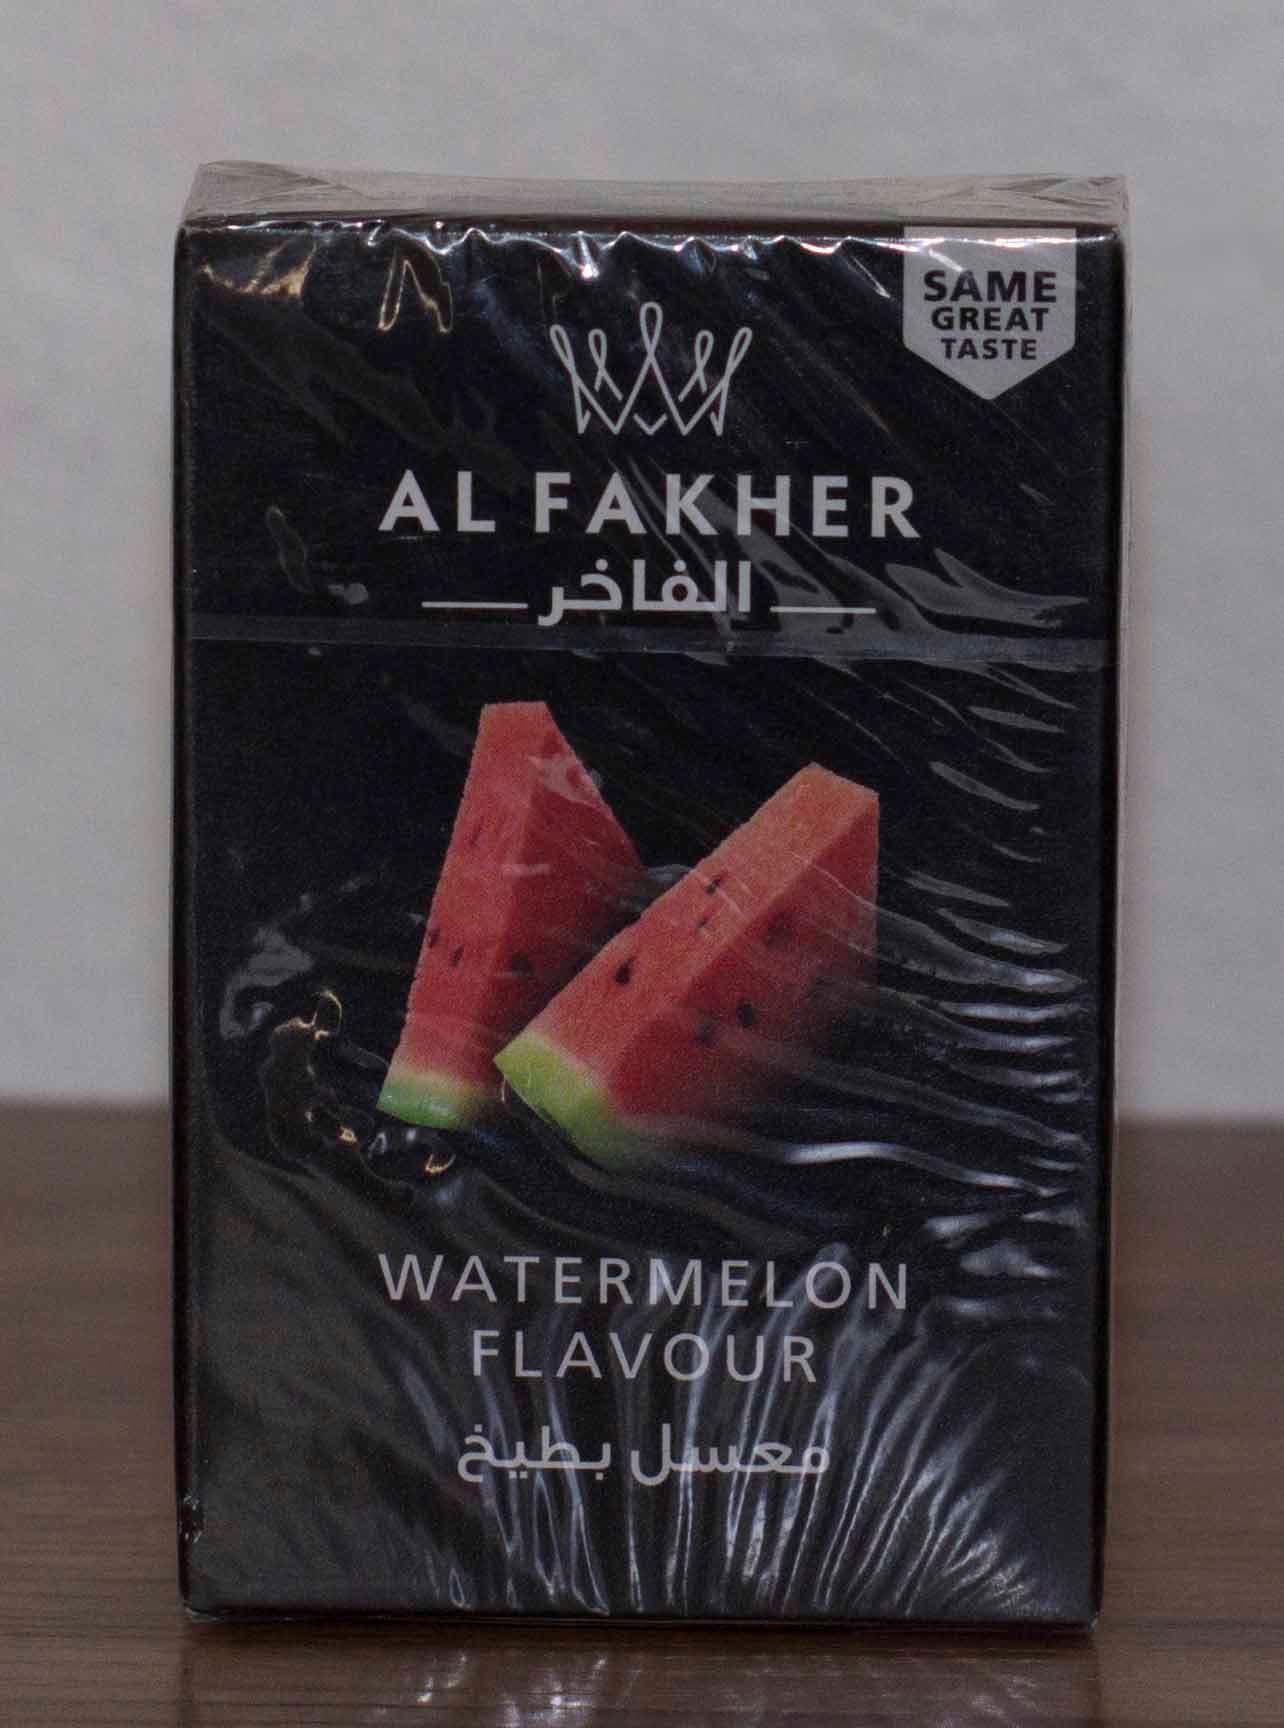 SAME
GREAT
TASTE
AL FAKHER
الفاخر
WATERMELON
FLAVOUR
معسل بطيخ